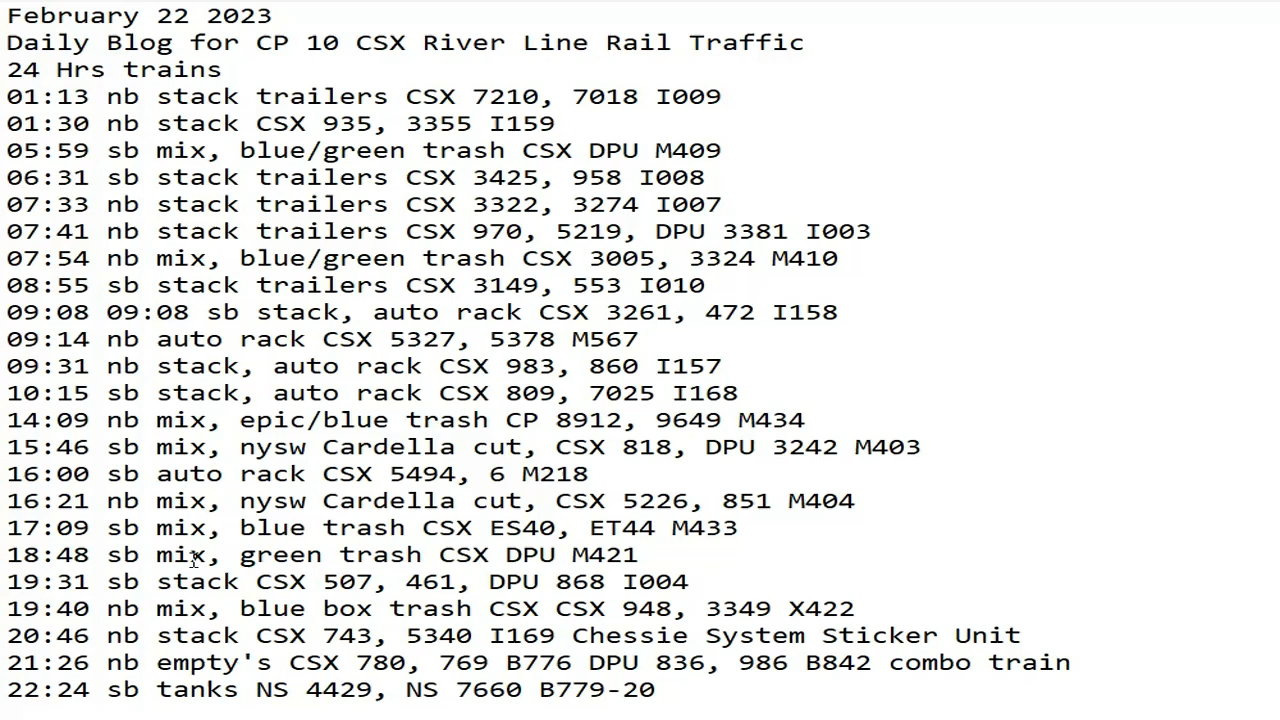 February 22 2023
Daily Blog for CP 10 CSX River Line Rail Traffic
24 Hrs trains
01:13 nb stack trailers CSX 7210, 7018 I009
01:30 nb stack CSX 935, 3355 I159
05:59 sb mix, blue/green trash CSX DPU M409
06:31 sb stack trailers CSX 3425, 958 I008
07:33 nb stack trailers CSX 3322, 3274 I007
07:41 nb stack trailers CSX 970, 5219, DPU 3381 I003
07:54 nb mix, blue/green trash CSX 3005, 3324 M410
08:55 sb stack trailers CSX 3149, 553 I010
09:08 09:08 sb stack, auto rack CSX 3261, 472 I158
09:14 nb auto rack CSX 5327, 5378 M567
09:31 nb stack, auto rack CSX 983, 860 I157
10:15 sb stack, auto rack CSX 809, 7025 I168
14:09 nb mix, epic/blue trash CP 8912, 9649 M434
15:46 sb mix, nysw Cardella cut, CSX 818, DPU 3242 M403
16:00 sb auto rack CSX 5494, 6 M218
16:21 nb mix, nysw Cardella cut, CSX 5226, 851 M404
17:09 sb mix, blue trash CSX ES40, ET44 M433
18:48 sb mix, green trash CSX DPU M421
19:31 sb stack CSX 507, 461, DPU 868 I004
19:40 nb mix, blue box trash CSX CSX 948, 3349 X422
20:46 nb stack CSX 743, 5340 I169 Chessie System Sticker Unit
21:26 nb empty's CSX 780, 769 B776 DPU 836, 986 B842 combo train
22:24 sb tanks NS 4429, NS 7660 B779-20